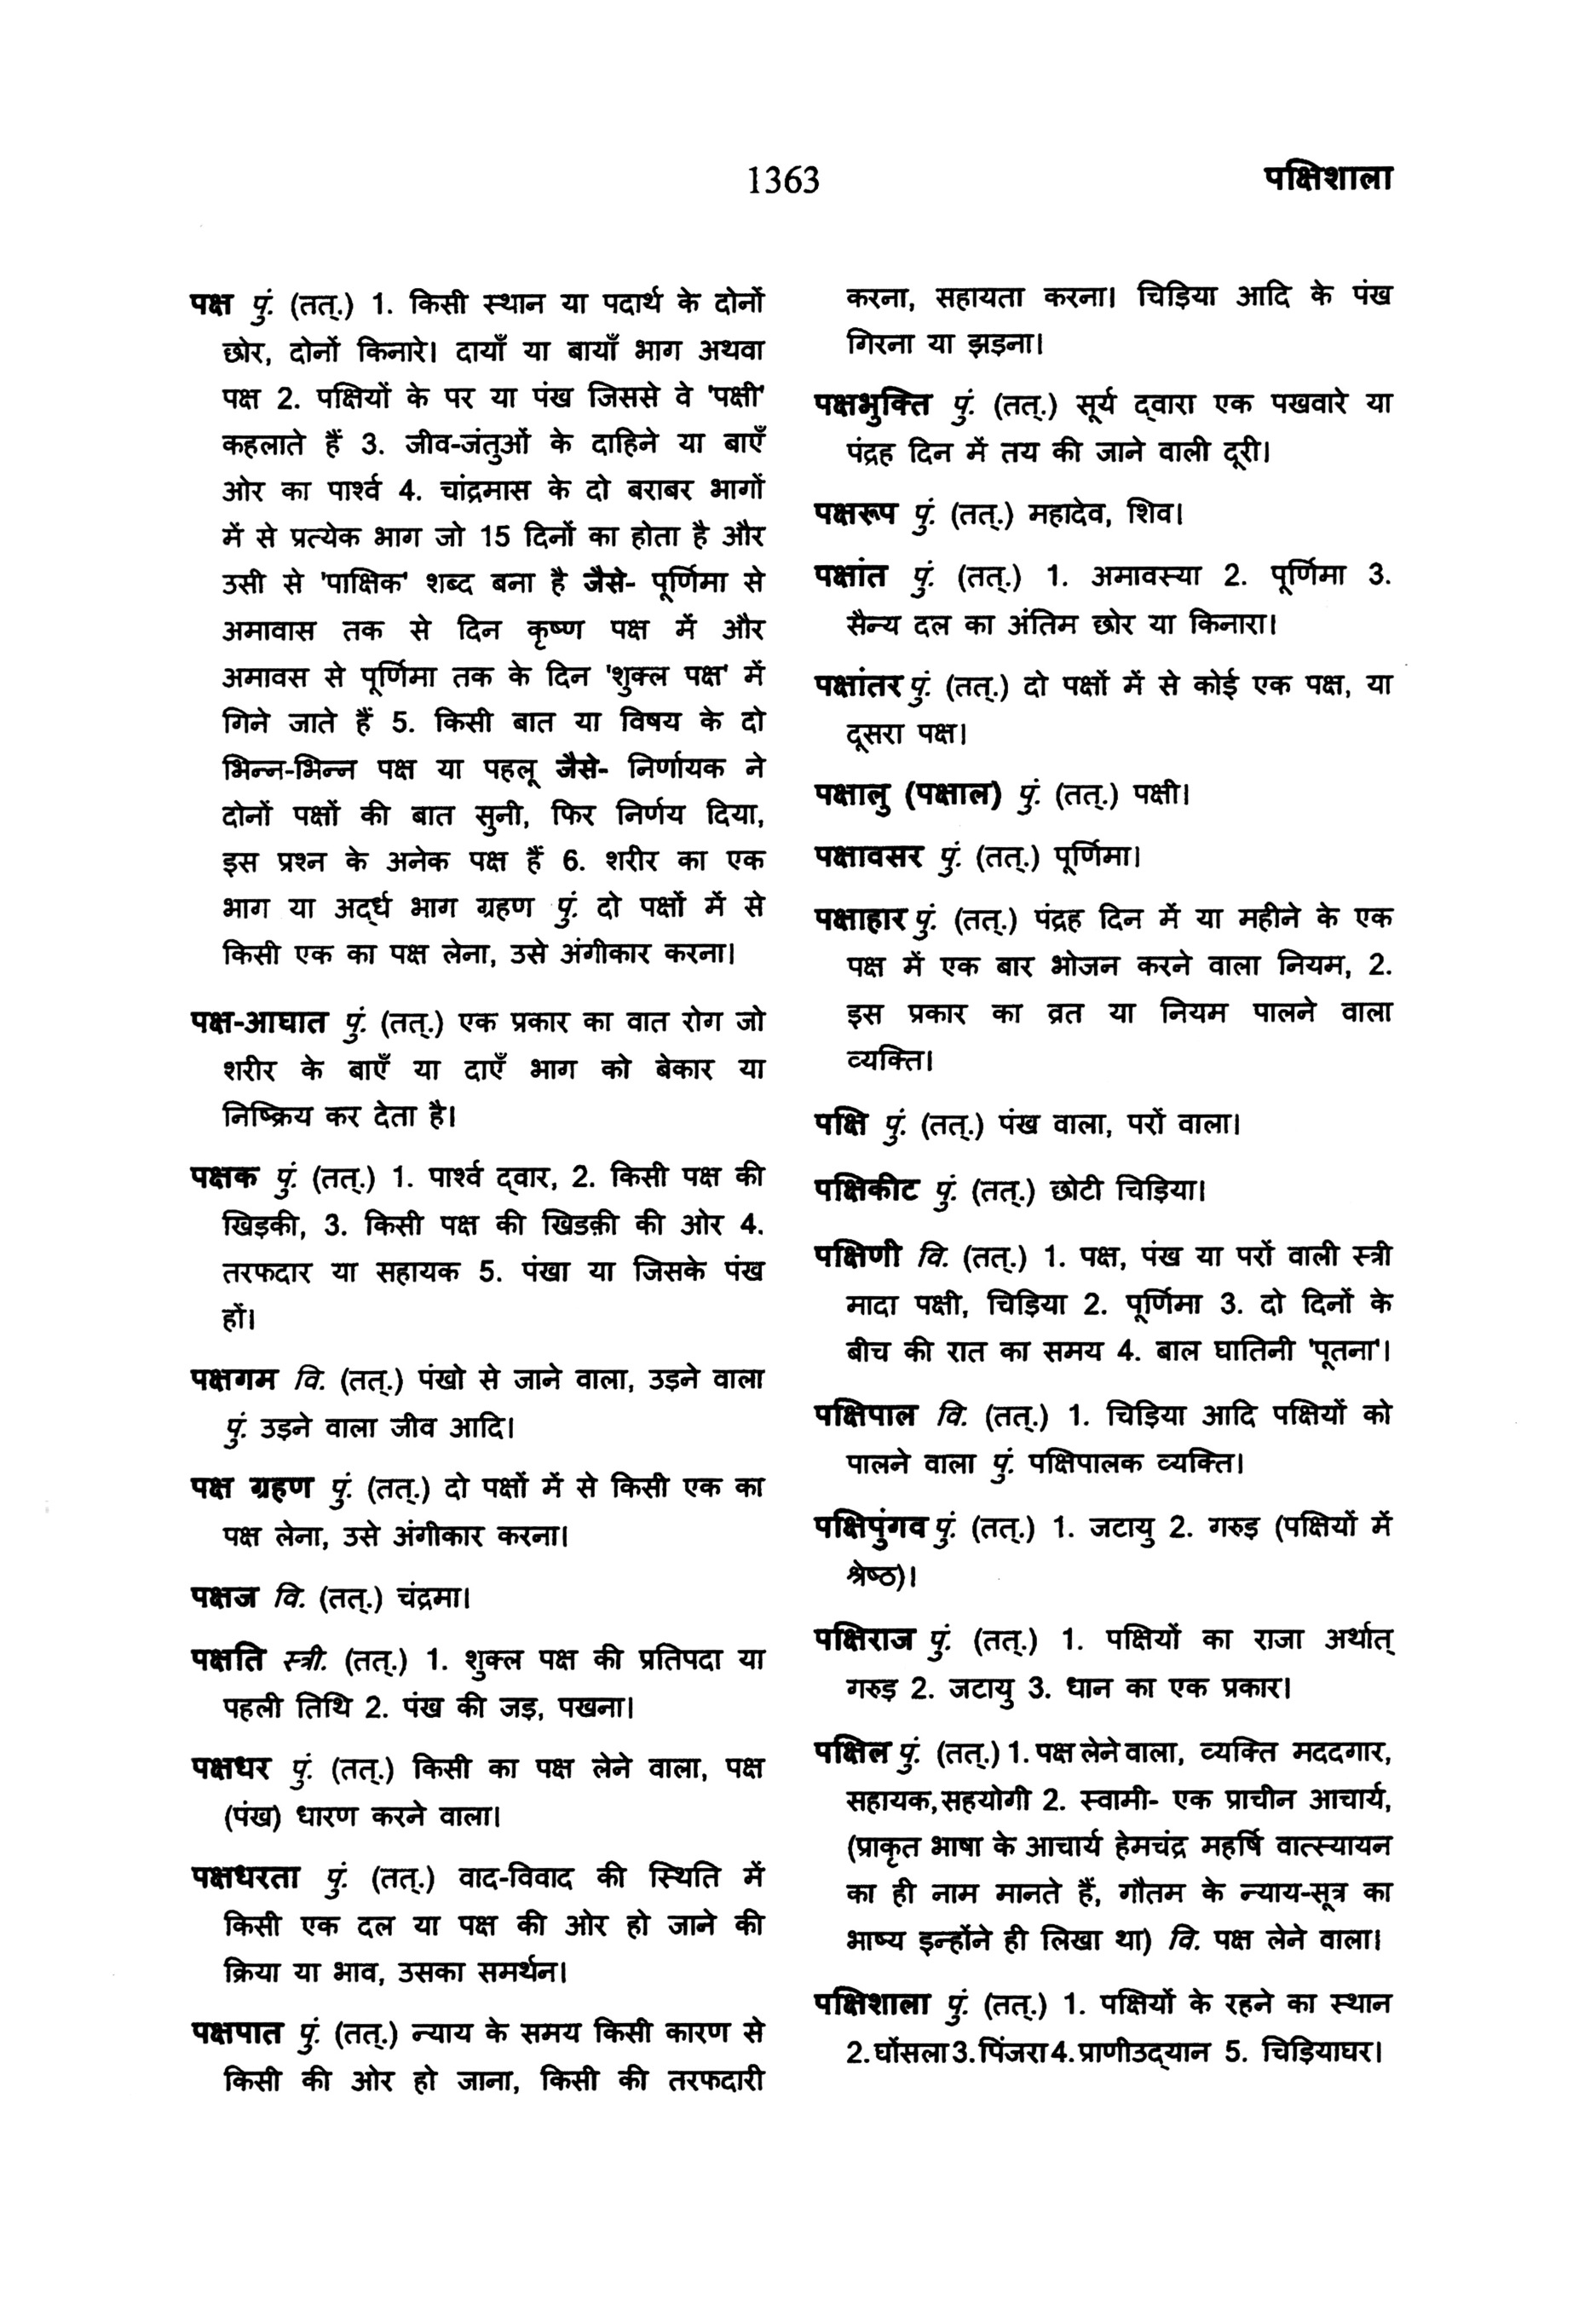 1363
पक्षिशाला
पक्ष पुं. (तत्.) 1. किसी स्थान या पदार्थ के दोनों
छोर, दोनों किनारे। दायाँ या बायाँ भाग अथवा
पक्ष 2. पक्षियों के पर या पंख जिससे वे 'पक्षी'
कहलाते हैं 3. जीव-जंतुओं के दाहिने या बाएँ
ओर का पार्श्व 4. चांद्रमास के दो बराबर भागों
में से प्रत्येक भाग जो 15 दिनों का होता है और
उसी से 'पाक्षिक' शब्द बना है जैसे- पूर्णिमा से
अमावास तक से दिन कृष्ण पक्ष में और
अमावस से पूर्णिमा तक के दिन 'शुक्ल पक्ष' में
गिने जाते हैं 5. किसी बात या विषय के दो
भिन्न-भिन्न पक्ष या पहलू जैसे- निर्णायक ने
दोनों पक्षों की बात सुनी, फिर निर्णय दिया,
इस प्रश्न के अनेक पक्ष हैं 6. शरीर का एक
भाग या अर्द्ध भाग ग्रहण पुं. दो पक्षों में से
किसी एक का पक्ष लेना, उसे अंगीकार करना।
पक्ष-आघात पुं. (तत्.) एक प्रकार का वात रोग जो
शरीर के बाएँ या दाएँ भाग को बेकार या
निष्क्रिय कर देता है।
पक्षक पुं. (तत्.) 1. पार्श्व द्वार, 2. किसी पक्ष की
खिड़की, 3. किसी पक्ष की खिडक़ी की ओर 4.
तरफदार या सहायक 5. पंखा या जिसके पंख
हों।
पक्षगम वि. (तत्.) पंखो से जाने वाला, उड़ने वाला
पुं. उड़ने वाला जीव आदि।
पक्ष ग्रहण पुं. (तत्.) दो पक्षों में से किसी एक का
पक्ष लेना, उसे अंगीकार करना।
पक्षज वि. (तत्.) चंद्रमा।
पक्षति स्त्री. (तत्.) 1. शुक्ल पक्ष की प्रतिपदा या
पहली तिथि 2. पंख की जड़, पखना।
पक्षधर पुं. (तत्.) किसी का पक्ष लेने वाला, पक्ष
(पंख) धारण करने वाला।
पक्षधरता पुं. (तत्.) वाद-विवाद की स्थिति में
किसी एक दल या पक्ष की ओर हो जाने की
क्रिया या भाव, उसका समर्थन।
पक्षपात पुं. (तत्.) न्याय के समय किसी कारण से
किसी की ओर हो जाना, किसी की तरफदारी
करना, सहायता करना। चिड़िया आदि के पंख
गिरना या झड़ना।
पक्षभुक्ति पुं. (तत्.) सूर्य द्वारा एक पखवारे या
पंद्रह दिन में तय की जाने वाली दूरी।
पक्षरूप पुं. (तत्.) महादेव, शिव।
पक्षांत पुं. (तत्.) 1. अमावस्या 2. पूर्णिमा 3.
सैन्य दल का अंतिम छोर या किनारा।
पक्षांतर पुं. (तत्.) दो पक्षों में से कोई एक पक्ष, या
दूसरा पक्ष।
पक्षालु (पक्षाल) पुं. (तत्.) पक्षी।
पक्षावसर पुं. (तत्.) पूर्णिमा।
पक्षाहार पुं. (तत्.) पंद्रह दिन में या महीने के एक
पक्ष में एक बार भोजन करने वाला नियम, 2.
इस प्रकार का व्रत या नियम पालने वाला
व्यक्ति।
पक्षि पुं. (तत्.) पंख वाला, परों वाला।
पक्षिकीट पुं. (तत्.) छोटी चिड़िया।
पक्षिणी वि. (तत्.) 1. पक्ष, पंख या परों वाली स्त्री
मादा पक्षी, चिड़िया 2. पूर्णिमा 3. दो दिनों के
बीच की रात का समय 4. बाल घातिनी 'पूतना'।
पक्षिपाल वि. (तत्.) 1. चिड़िया आदि पक्षियों को
पालने वाला पुं. पक्षिपालक व्यक्ति।
पक्षिपुंगव पुं. (तत्.) 1. जटायु 2. गरुड़ (पक्षियों में
श्रेष्ठ)।
पक्षिराज पुं. (तत्.) 1. पक्षियों का राजा अर्थात्
गरुड़ 2. जटायु 3. धान का एक प्रकार।
पक्षिल पुं. (तत्.) 1. पक्ष लेने वाला, व्यक्ति मददगार,
सहायक, सहयोगी 2. स्वामी- एक प्राचीन आचार्य,
(प्राकृत भाषा के आचार्य हेमचंद्र महर्षि वात्स्यायन
का ही नाम मानते हैं, गौतम के न्याय-सूत्र का
भाष्य इन्होंने ही लिखा था) वि. पक्ष लेने वाला।
पक्षिशाला पुं. (तत्.) 1. पक्षियों के रहने का स्थान
2. घोंसला 3. पिंजरा 4. प्राणीउद्यान 5. चिड़ियाघर।